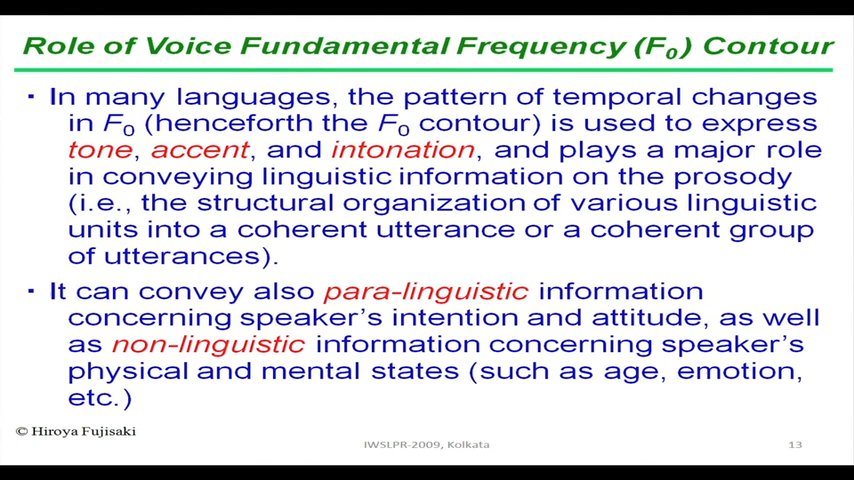 Role of Voice Fundamental Frequency (F0) Contour
▪ In many languages, the pattern of temporal changes
in F0 (henceforth the F0 contour) is used to express
tone, accent, and intonation, and plays a major role
in conveying linguistic information on the prosody
(i.e., the structural organization of various linguistic
units into a coherent utterance or a coherent group
of utterances).
▪ It can convey also para-linguistic information
concerning speaker's intention and attitude, as well
as non-linguistic information concerning speaker's
physical and mental states (such as age, emotion,
etc.)
© Hiroya Fujisaki
IWSLPR-2009, Kolkata
13